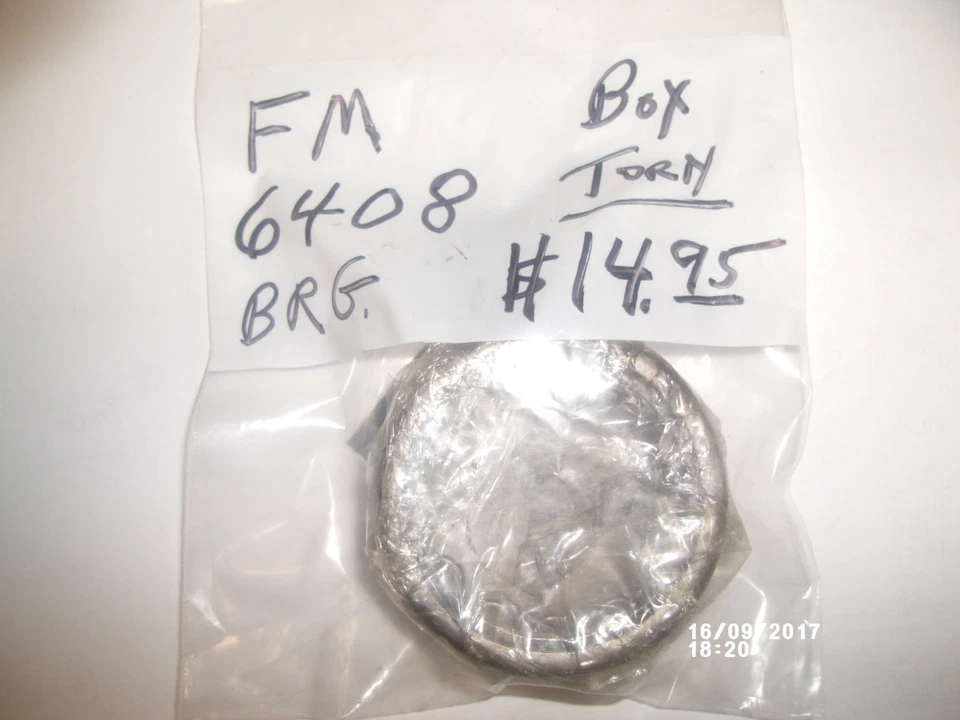 FM
6408
BRG.
BOX
TORN
$14.95
16/09/2017
18:20